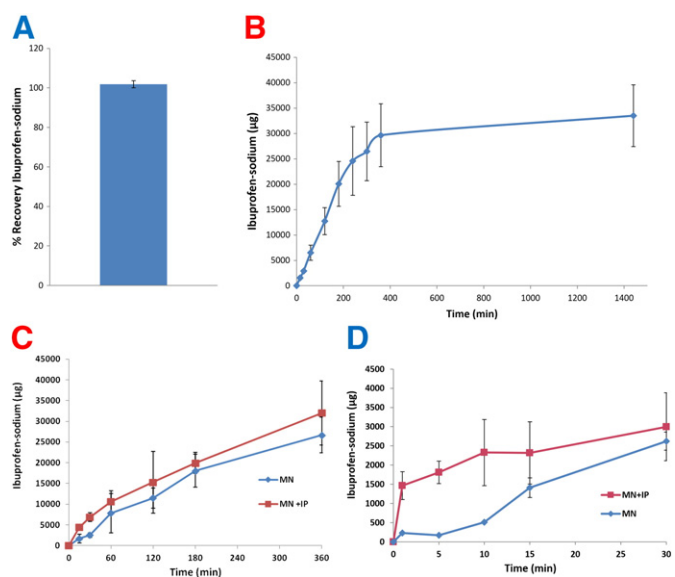 A
% Recovery Ibuprofen-sodium
120
100
80
60
40
20
0
B
Ibuprofen-sodium (µg)
45000
40000
35000
30000
25000
20000
15000
10000
5000
0
0 200 400 600 800 1000 1200 1400
Time (min)
C
Ibuprofen-sodium (µg)
45000
40000
35000
30000
25000
20000
15000
10000
5000
0
MN
MN +IP
0 60 120 180 240 300 360
Time (min)
D
Ibuprofen-sodium (µg)
4500
4000
3500
3000
2500
2000
1500
1000
500
0
MN+IP
MN
0 5 10 15 20 25 30
Time (min)